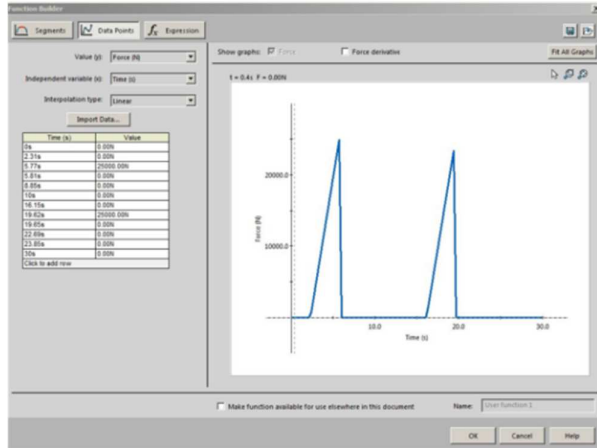 Function Builder
Segments
Data Points
Expression
Value (y):
Force (N)
Independent variable (x):
Time (s)
Interpolation type:
Linear
Import Data...
Time (s) Value
0s 0.00N
2.31s 0.00N
5.77s 25000.00N
5.81s 0.00N
8.85s 0.00N
10s 0.00N
16.15s 0.00N
19.62s 25000.00N
19.65s 0.00N
22.69s 0.00N
23.85s 0.00N
30s 0.00N
Click to add row
Show graphs:
Force
Force derivative
Fit All Graphs
t = 0.4s F = 0.00N
20000.0
10000.0
Force (N)
10.0 20.0 30.0
Time (s)
Make function available for use elsewhere in this document
Name:
User function 1
OK
Cancel
Help